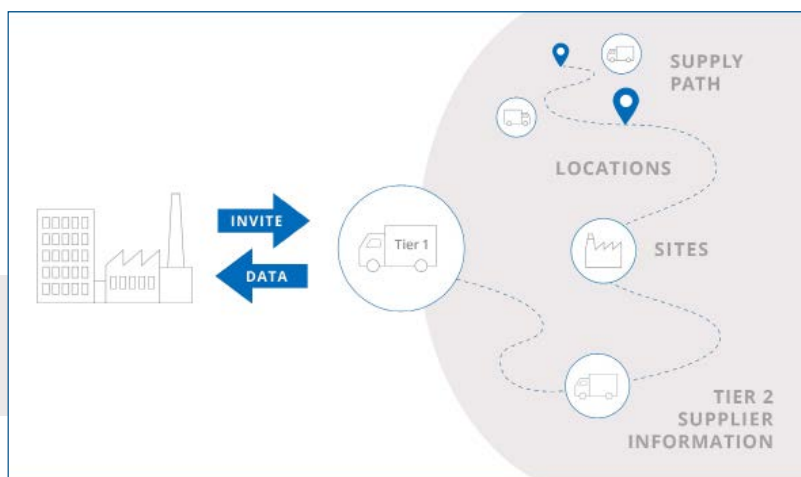 SUPPLY
PATH
LOCATIONS
INVITE
Tier 1
SITES
DATA
TIER 2
SUPPLIER
INFORMATION